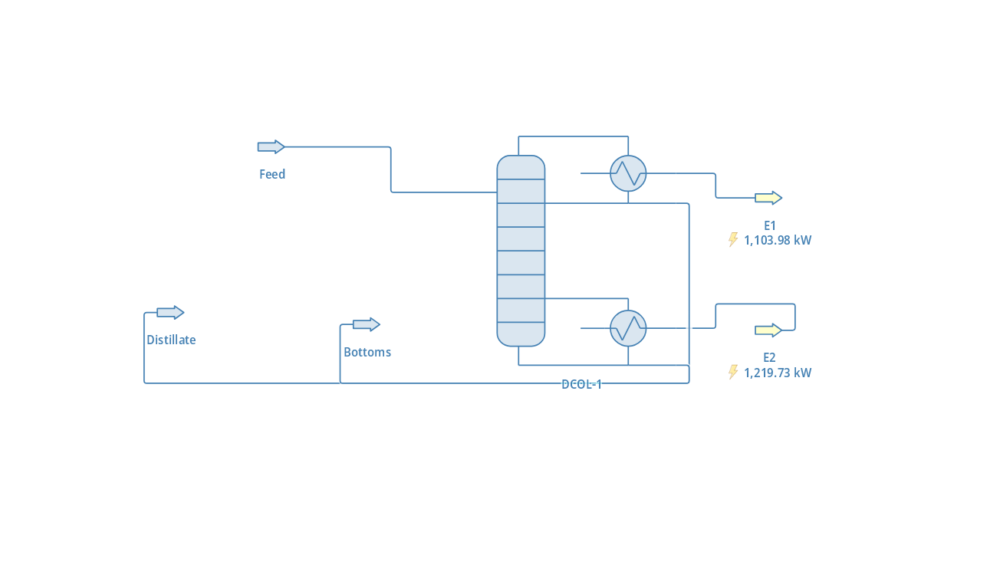 Feed
E1
1,103.98 kW
Distillate
Bottoms
E2
1,219.73 kW
DCOL-1